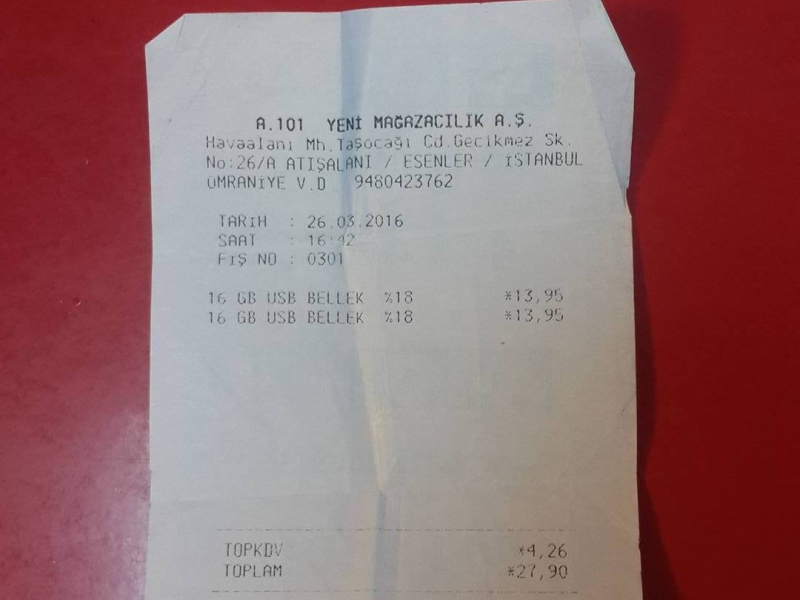 A.101 YENİ MAĞAZACILIK A.Ş.
Havaalanı Mh.Taşocağı Cd.Gecikmez Sk.
No:26/A ATIŞALANI / ESENLER / İSTANBUL
ÜMRANİYE V.D 9480423762
TARİH : 26.03.2016
SAAT : 16:42
FİŞ NO : 0301
16 GB USB BELLEK %18 *13,95
16 GB USB BELLEK %18 *13,95
TOPKDV *4,26
TOPLAM *27,90